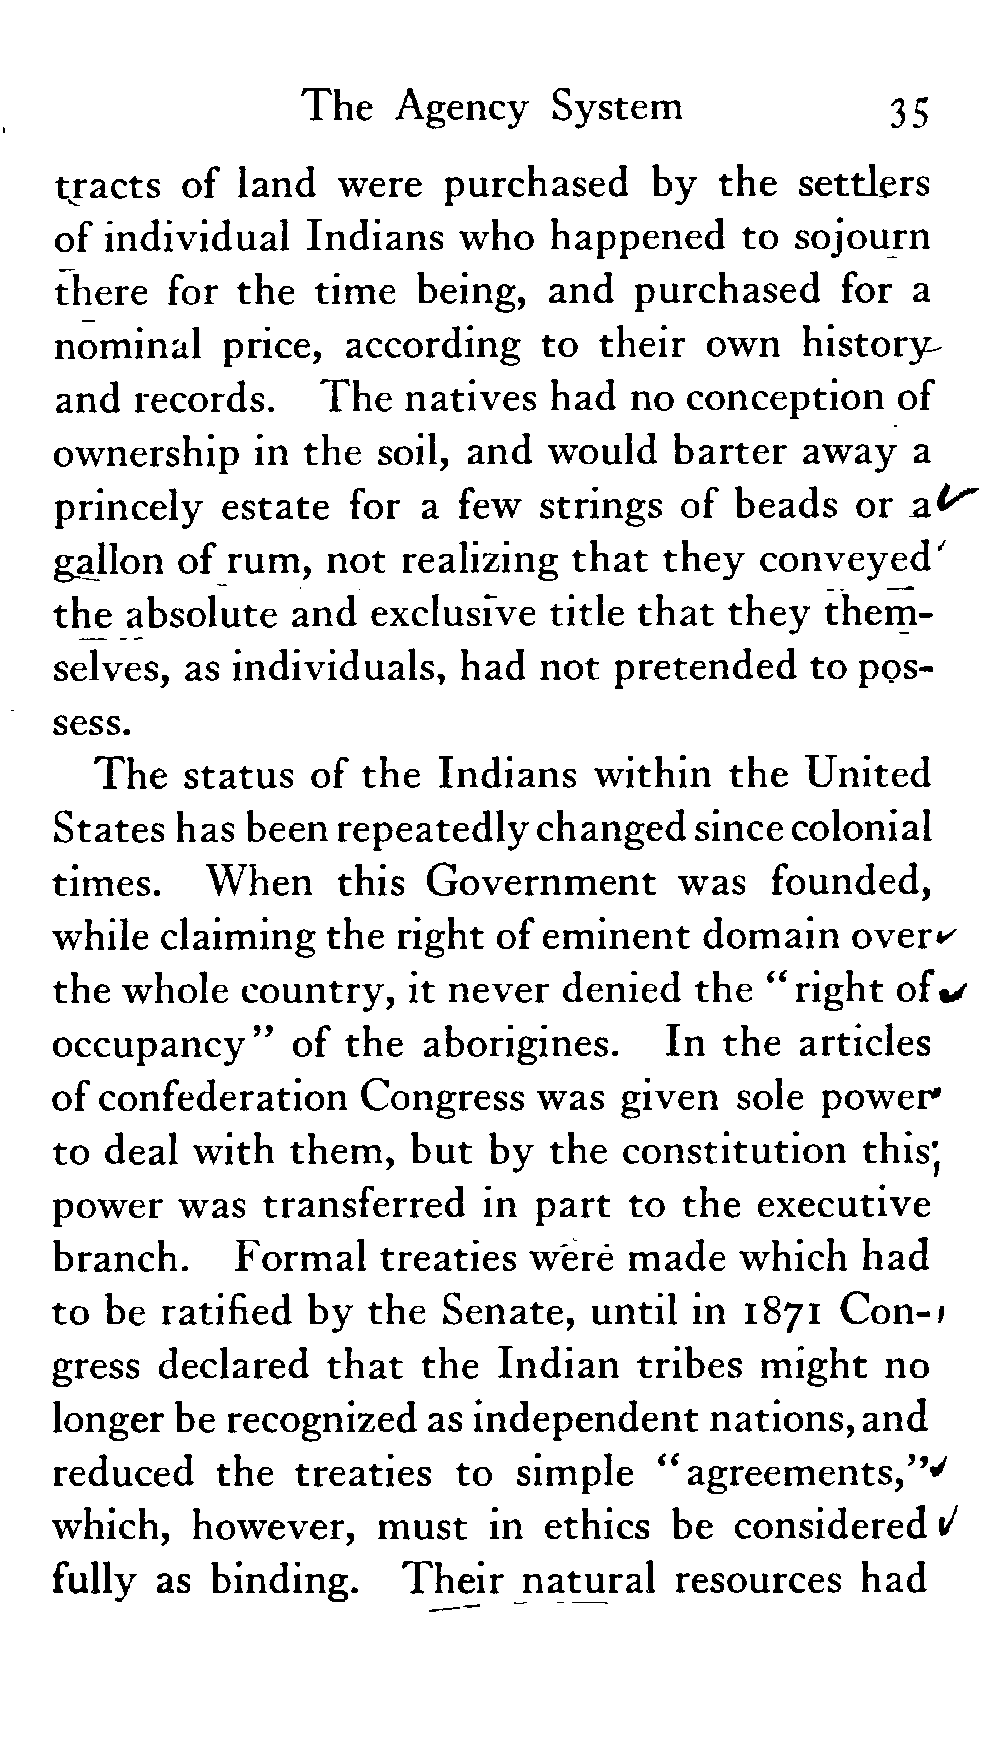 The Agency System 35
tracts of land were purchased by the settlers
of individual Indians who happened to sojourn
there for the time being, and purchased for a
nominal price, according to their own history
and records. The natives had no conception of
ownership in the soil, and would barter away a
princely estate for a few strings of beads or a
gallon of rum, not realizing that they conveyed
the absolute and exclusive title that they them-
selves, as individuals, had not pretended to pos-
sess.
The status of the Indians within the United
States has been repeatedly changed since colonial
times. When this Government was founded,
while claiming the right of eminent domain over
the whole country, it never denied the "right of
occupancy" of the aborigines. In the articles
of confederation Congress was given sole power
to deal with them, but by the constitution this
power was transferred in part to the executive
branch. Formal treaties were made which had
to be ratified by the Senate, until in 1871 Con-
gress declared that the Indian tribes might no
longer be recognized as independent nations, and
reduced the treaties to simple "agreements,"
which, however, must in ethics be considered
fully as binding. Their natural resources had